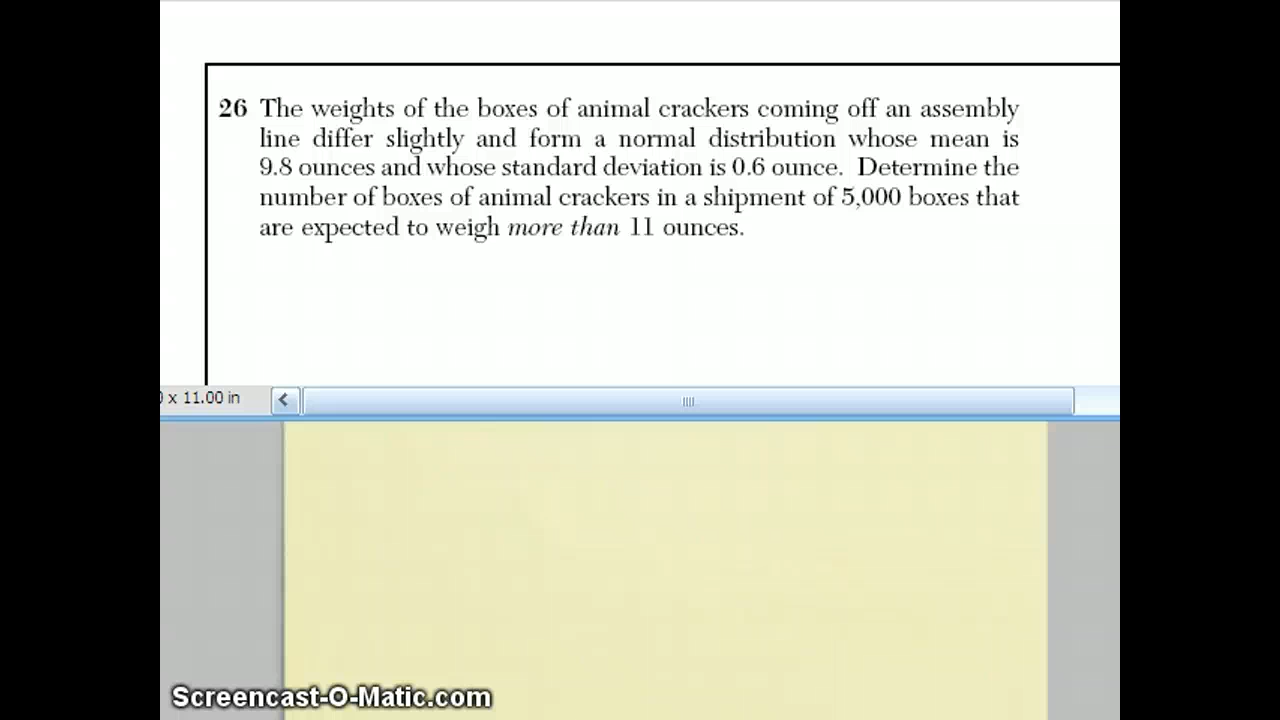 26 The weights of the boxes of animal crackers coming off an assembly
line differ slightly and form a normal distribution whose mean is
9.8 ounces and whose standard deviation is 0.6 ounce. Determine the
number of boxes of animal crackers in a shipment of 5,000 boxes that
are expected to weigh more than 11 ounces.
x 11.00 in
Screencast-O-Matic.com